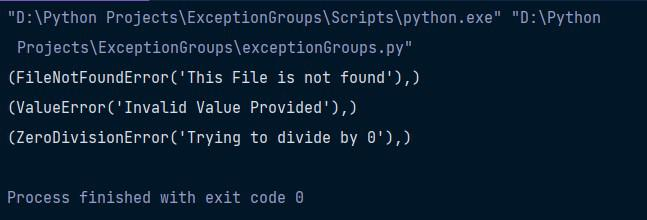 "D:\Python Projects\ExceptionGroups\Scripts\python.exe" "D:\Python
Projects\ExceptionGroups\exceptionGroups.py"
(FileNotFoundError('This File is not found'),)
(ValueError('Invalid Value Provided'),)
(ZeroDivisionError('Trying to divide by 0'),)
Process finished with exit code 0